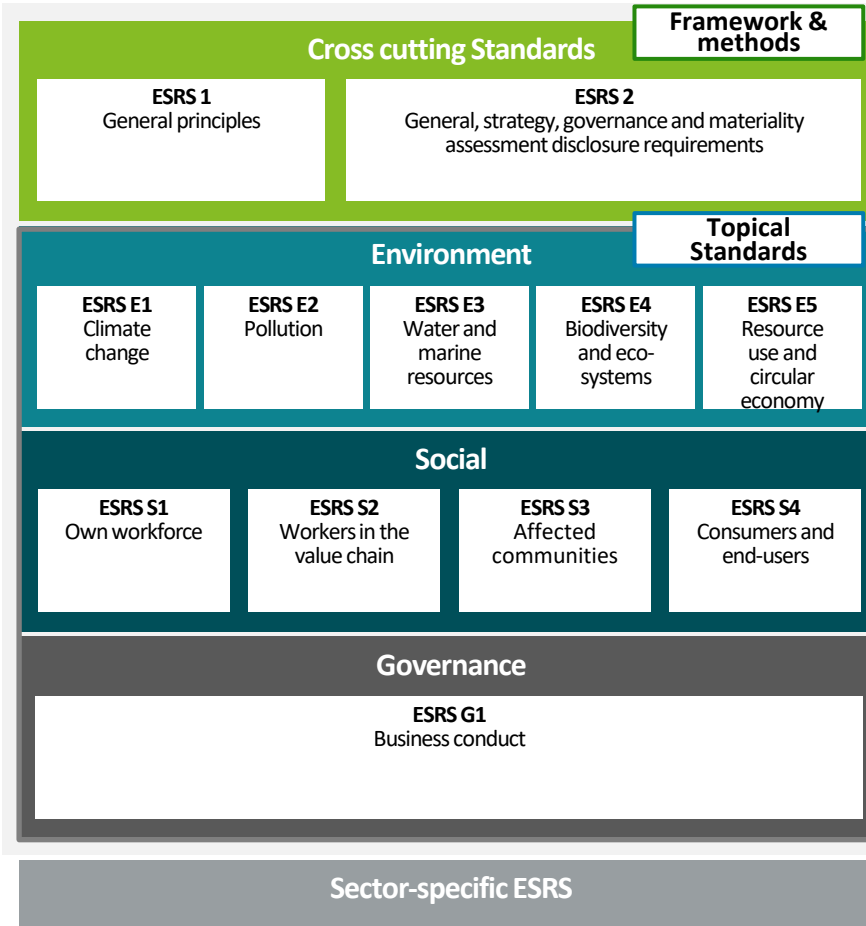 Framework &
methods
Cross cutting Standards
ESRS 1
General principles
ESRS 2
General, strategy, governance and materiality
assessment disclosure requirements
Topical
Standards
Environment
ESRS E1
Climate
change
ESRS E2
Pollution
ESRS E3
Water and
marine
resources
ESRS E4
Biodiversity
and eco-
systems
ESRS E5
Resource
use and
circular
economy
Social
ESRS S1
Own workforce
ESRS S2
Workers in the
value chain
ESRS S3
Affected
communities
ESRS S4
Consumers and
end-users
Governance
ESRS G1
Business conduct
Sector-specific ESRS